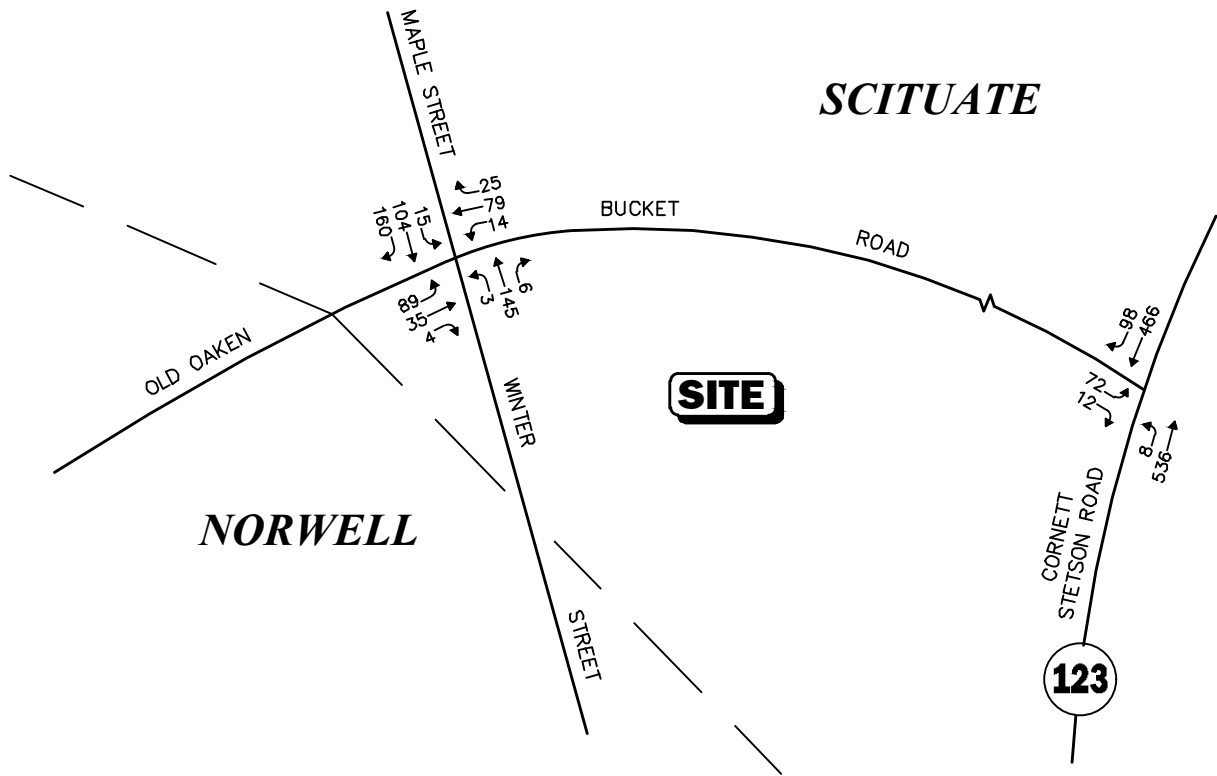 MAPLE STREET
SCITUATE
25
79
14
15
104
160
BUCKET
ROAD
89
35
4
3
145
6
98
466
OLD OAKEN
72
12
SITE
WINTER
8
536
NORWELL
CORNETT
STETSON ROAD
STREET
123